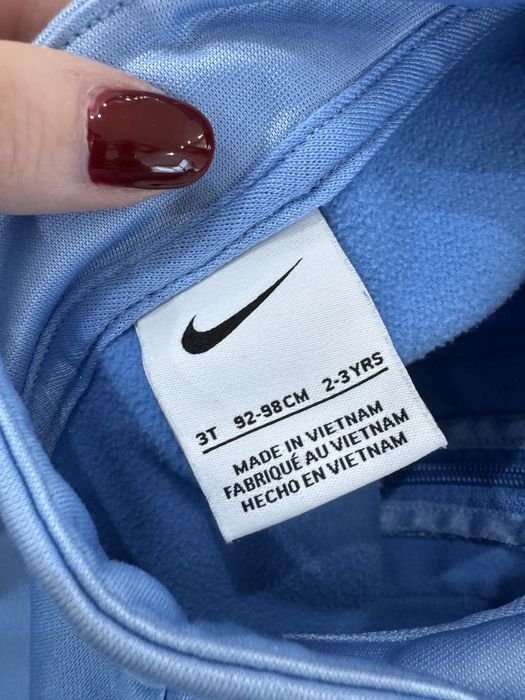 3T 92-98CM 2-3YRS
MADE IN VIETNAM
FABRIQUÉ AU VIETNAM
HECHO EN VIETNAM